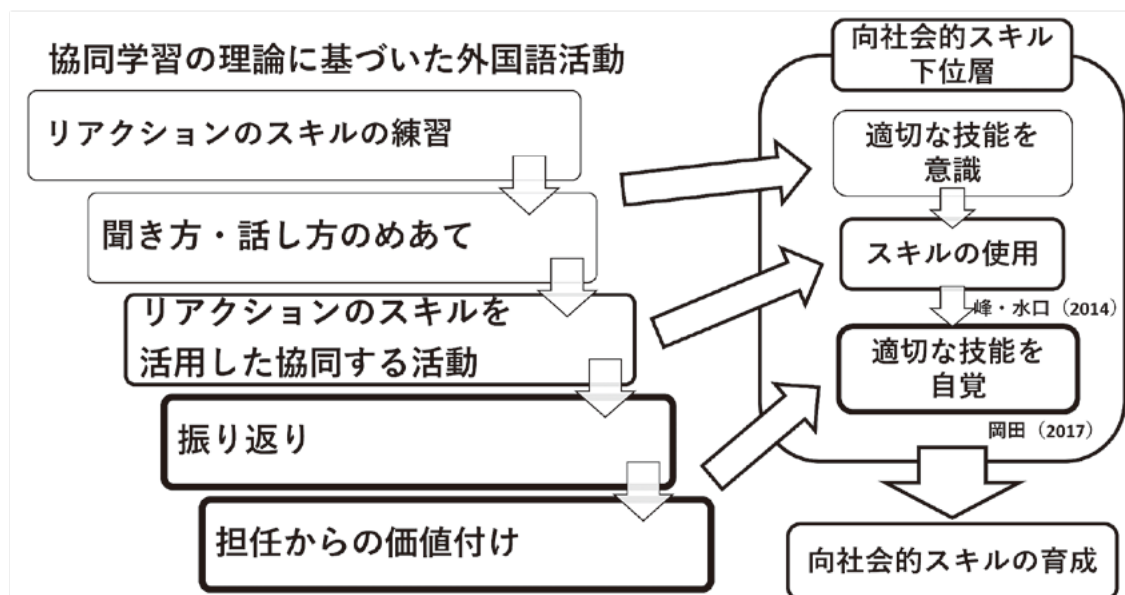 協同学習の理論に基づいた外国語活動
リアクションのスキルの練習
聞き方・話し方のめあて
リアクションのスキルを
活用した協同する活動
振り返り
担任からの価値付け
向社会的スキル
下位層
適切な技能を
意識
スキルの使用
峰・水口（2014）
適切な技能を
自覚
岡田（2017）
向社会的スキルの育成